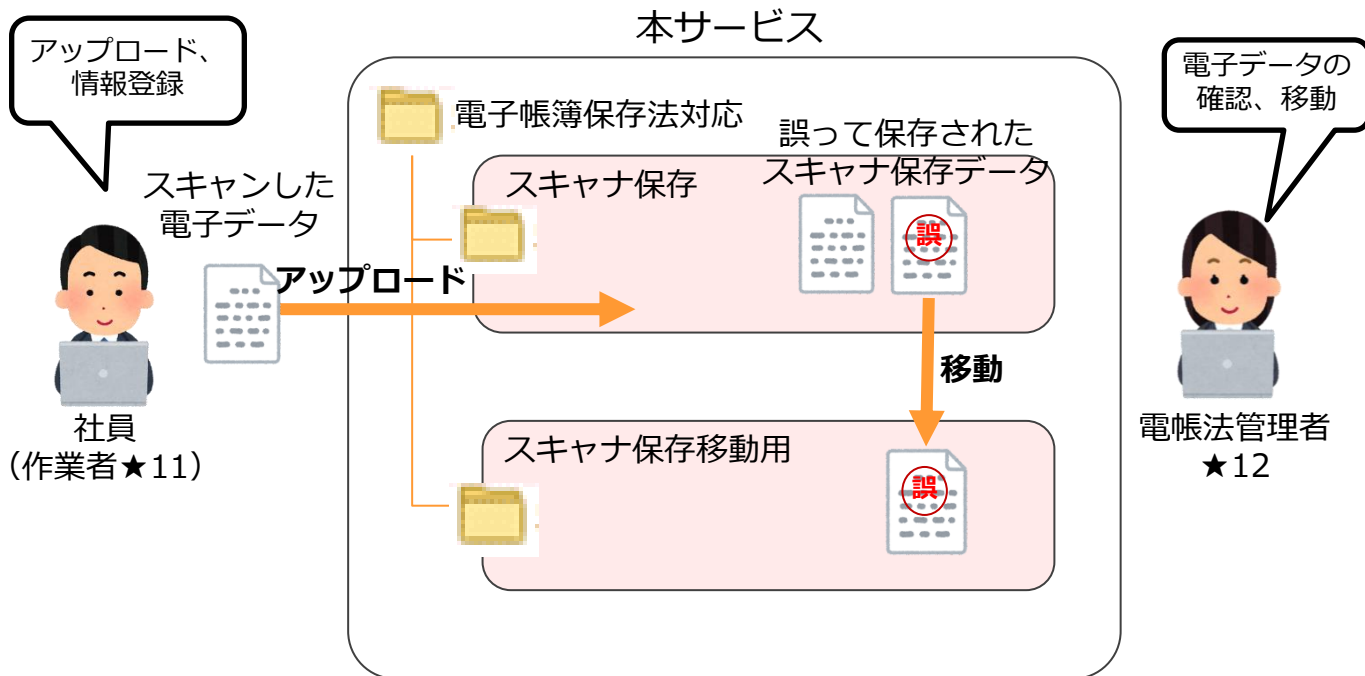 本サービス
アップロード、
情報登録
電子データの
確認、移動
電子帳簿保存法対応
誤って保存された
スキャナ保存データ
スキャナ保存
スキャンした
電子データ
誤
アップロード
移動
社員
（作業者★11）
スキャナ保存移動用
誤
電帳法管理者
★12